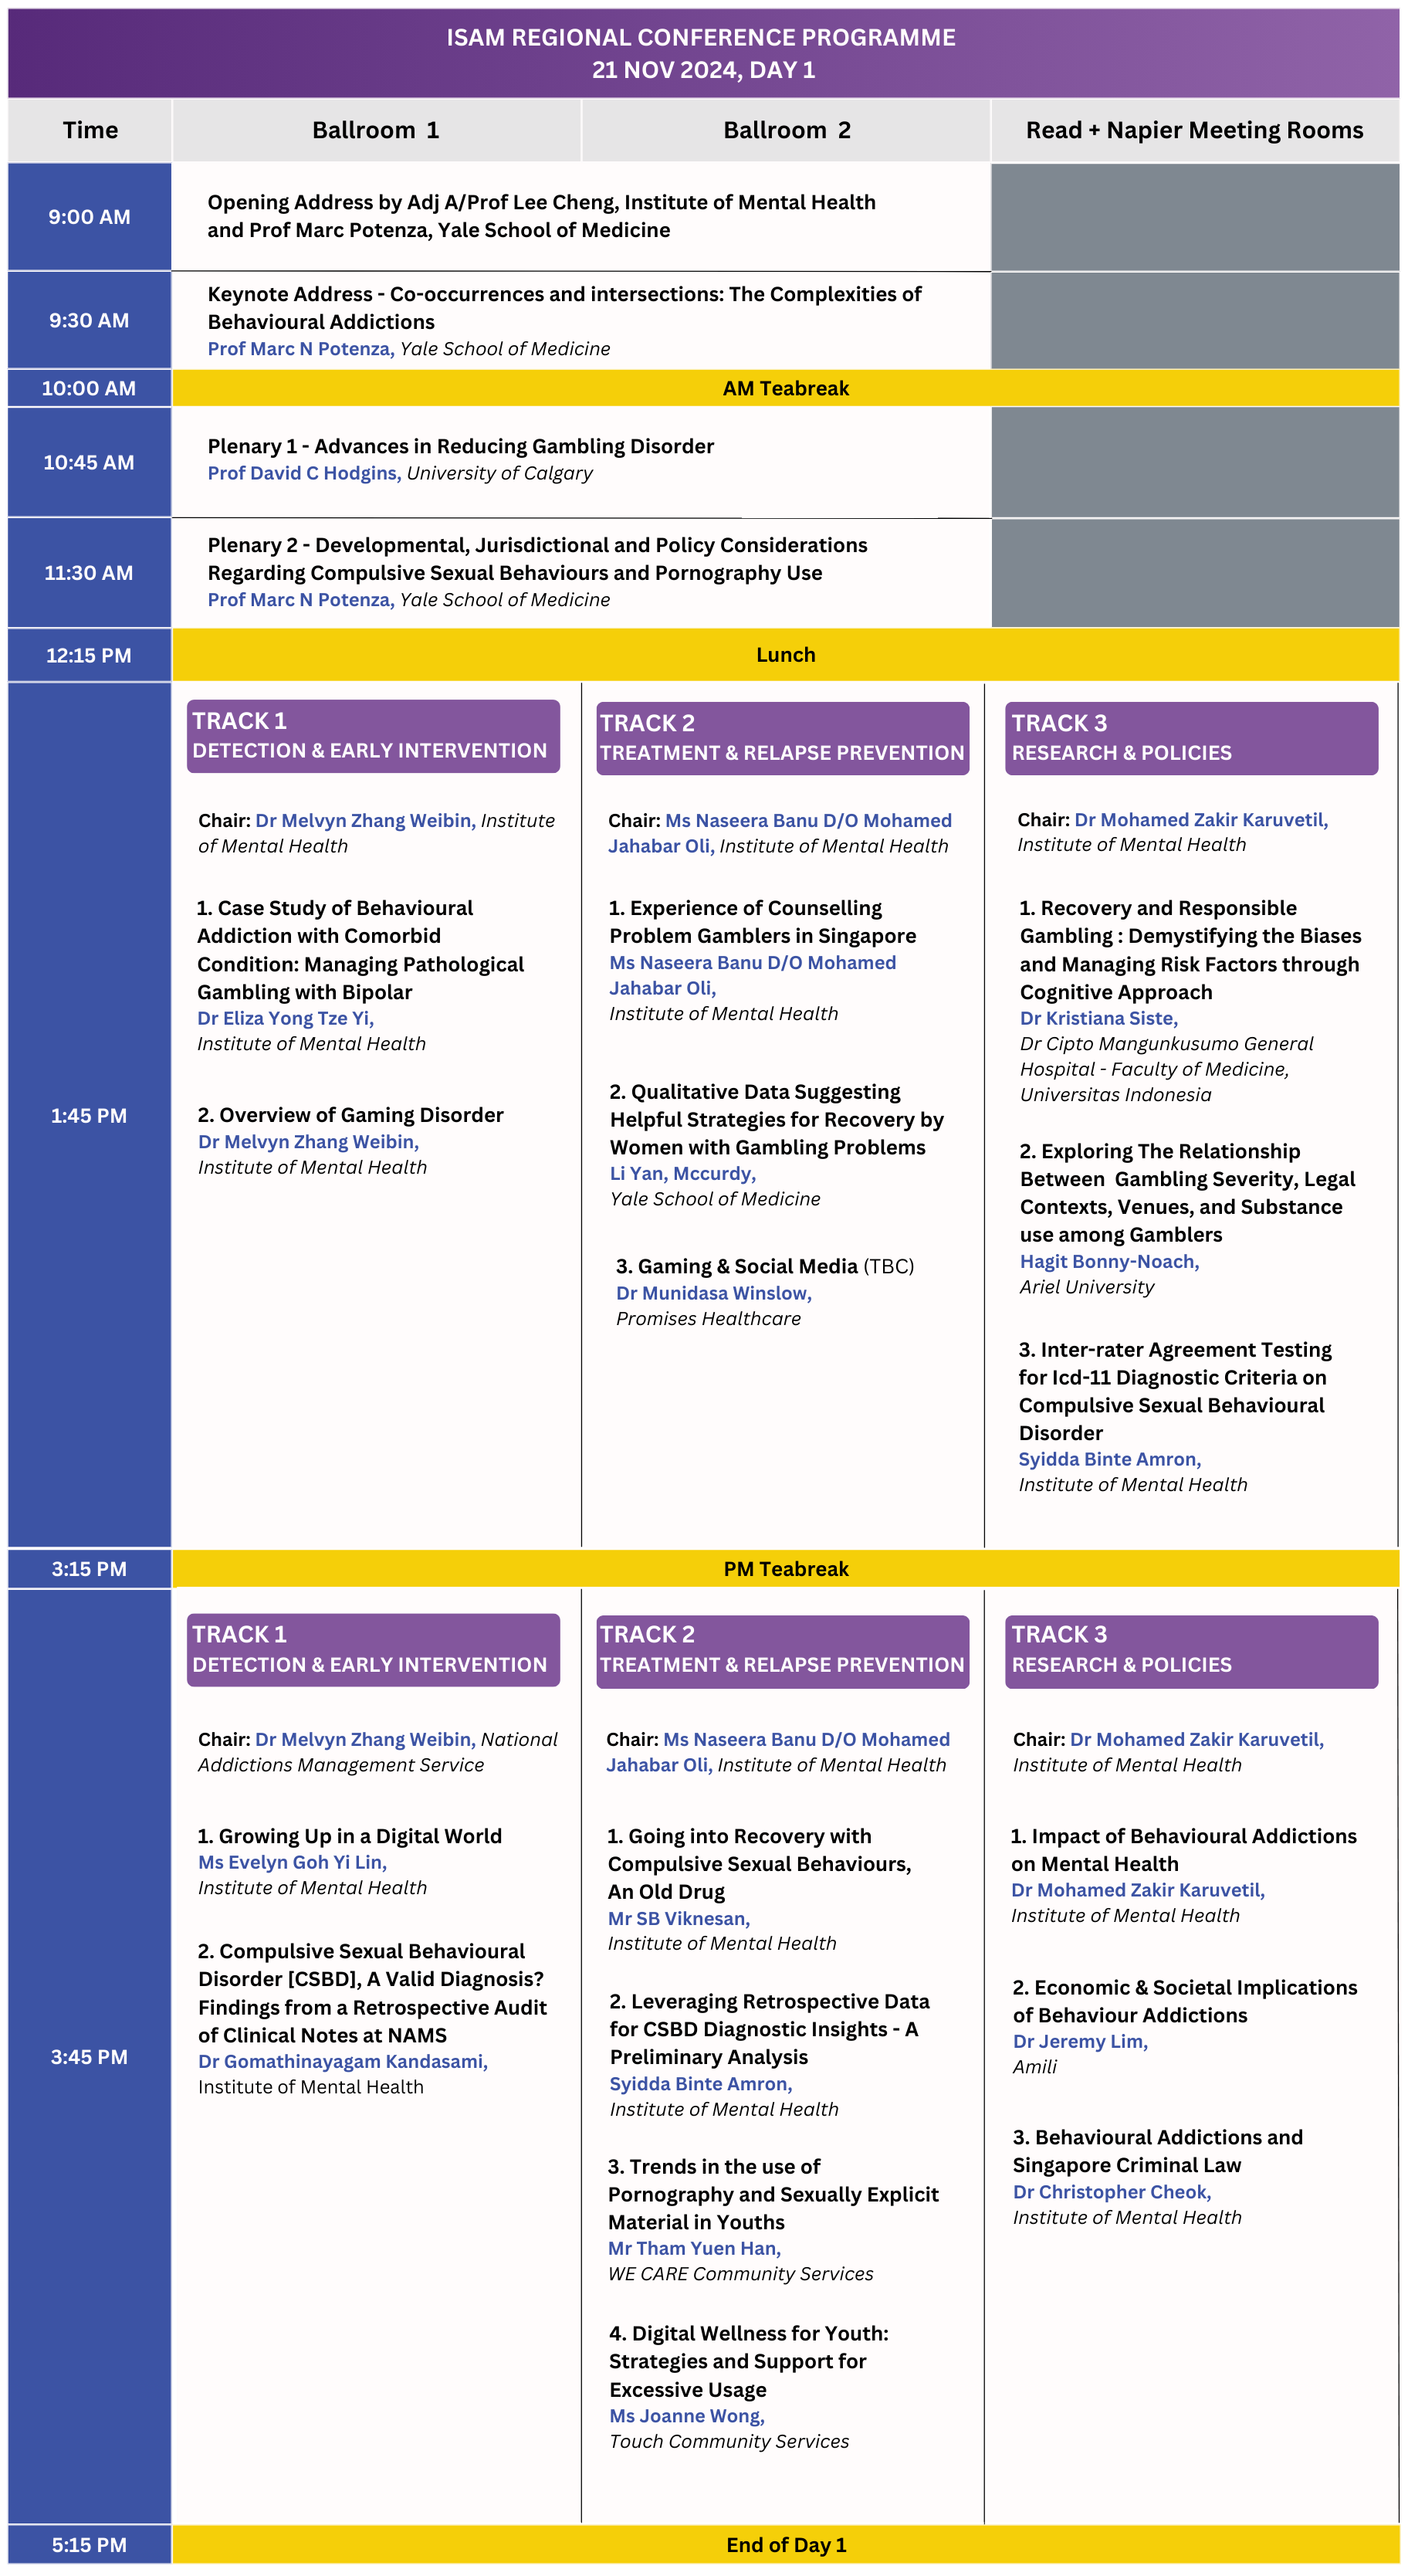 ISAM REGIONAL CONFERENCE PROGRAMME
21 NOV 2024, DAY 1
Time
Ballroom 1
Ballroom 2
Read + Napier Meeting Rooms
9:00 AM
Opening Address by Adj A/Prof Lee Cheng, Institute of Mental Health
and Prof Marc Potenza, Yale School of Medicine
9:30 AM
Keynote Address - Co-occurrences and intersections: The Complexities of
Behavioural Addictions
Prof Marc N Potenza, Yale School of Medicine
10:00 AM
AM Teabreak
10:45 AM
Plenary 1 - Advances in Reducing Gambling Disorder
Prof David C Hodgins, University of Calgary
11:30 AM
Plenary 2 - Developmental, Jurisdictional and Policy Considerations
Regarding Compulsive Sexual Behaviours and Pornography Use
Prof Marc N Potenza, Yale School of Medicine
12:15 PM
Lunch
1:45 PM
TRACK 1
DETECTION & EARLY INTERVENTION
Chair: Dr Melvyn Zhang Weibin, Institute
of Mental Health
1. Case Study of Behavioural
Addiction with Comorbid
Condition: Managing Pathological
Gambling with Bipolar
Dr Eliza Yong Tze Yi,
Institute of Mental Health
2. Overview of Gaming Disorder
Dr Melvyn Zhang Weibin,
Institute of Mental Health
TRACK 2
TREATMENT & RELAPSE PREVENTION
Chair: Ms Naseera Banu D/O Mohamed
Jahabar Oli, Institute of Mental Health
1. Experience of Counselling
Problem Gamblers in Singapore
Ms Naseera Banu D/O Mohamed
Jahabar Oli,
Institute of Mental Health
2. Qualitative Data Suggesting
Helpful Strategies for Recovery by
Women with Gambling Problems
Li Yan, Mccurdy,
Yale School of Medicine
3. Gaming & Social Media (TBC)
Dr Munidasa Winslow,
Promises Healthcare
TRACK 3
RESEARCH & POLICIES
Chair: Dr Mohamed Zakir Karuvetil,
Institute of Mental Health
1. Recovery and Responsible
Gambling : Demystifying the Biases
and Managing Risk Factors through
Cognitive Approach
Dr Kristiana Siste,
Dr Cipto Mangunkusumo General
Hospital - Faculty of Medicine,
Universitas Indonesia
2. Exploring The Relationship
Between Gambling Severity, Legal
Contexts, Venues, and Substance
use among Gamblers
Hagit Bonny-Noach,
Ariel University
3. Inter-rater Agreement Testing
for Icd-11 Diagnostic Criteria on
Compulsive Sexual Behavioural
Disorder
Syidda Binte Amron,
Institute of Mental Health
3:15 PM
PM Teabreak
3:45 PM
TRACK 1
DETECTION & EARLY INTERVENTION
Chair: Dr Melvyn Zhang Weibin, National
Addictions Management Service
1. Growing Up in a Digital World
Ms Evelyn Goh Yi Lin,
Institute of Mental Health
2. Compulsive Sexual Behavioural
Disorder [CSBD], A Valid Diagnosis?
Findings from a Retrospective Audit
of Clinical Notes at NAMS
Dr Gomathinayagam Kandasami,
Institute of Mental Health
TRACK 2
TREATMENT & RELAPSE PREVENTION
Chair: Ms Naseera Banu D/O Mohamed
Jahabar Oli, Institute of Mental Health
1. Going into Recovery with
Compulsive Sexual Behaviours,
An Old Drug
Mr SB Viknesan,
Institute of Mental Health
2. Leveraging Retrospective Data
for CSBD Diagnostic Insights - A
Preliminary Analysis
Syidda Binte Amron,
Institute of Mental Health
3. Trends in the use of
Pornography and Sexually Explicit
Material in Youths
Mr Tham Yuen Han,
WE CARE Community Services
4. Digital Wellness for Youth:
Strategies and Support for
Excessive Usage
Ms Joanne Wong,
Touch Community Services
TRACK 3
RESEARCH & POLICIES
Chair: Dr Mohamed Zakir Karuvetil,
Institute of Mental Health
1. Impact of Behavioural Addictions
on Mental Health
Dr Mohamed Zakir Karuvetil,
Institute of Mental Health
2. Economic & Societal Implications
of Behaviour Addictions
Dr Jeremy Lim,
Amili
3. Behavioural Addictions and
Singapore Criminal Law
Dr Christopher Cheok,
Institute of Mental Health
5:15 PM
End of Day 1